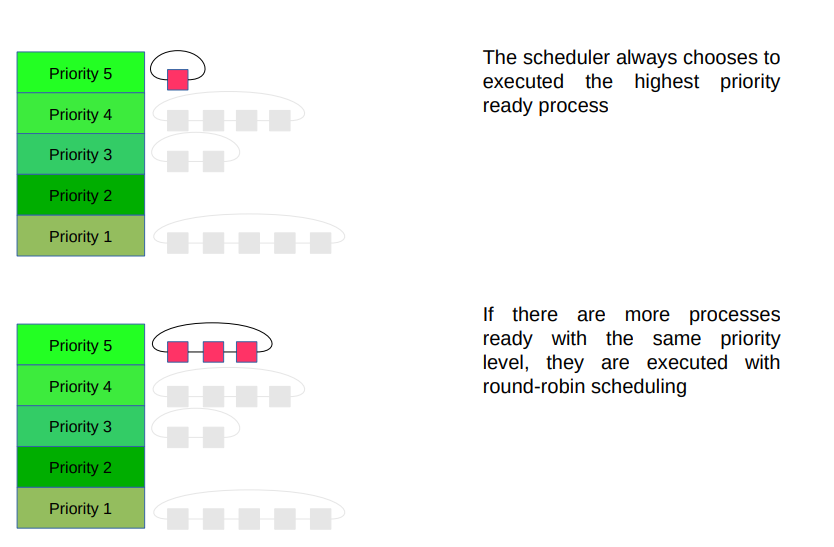 Priority 5
Priority 4
Priority 3
Priority 2
Priority 1
The scheduler always chooses to
executed the highest priority
ready process
Priority 5
Priority 4
Priority 3
Priority 2
Priority 1
If there are more processes
ready with the same priority
level, they are executed with
round-robin scheduling